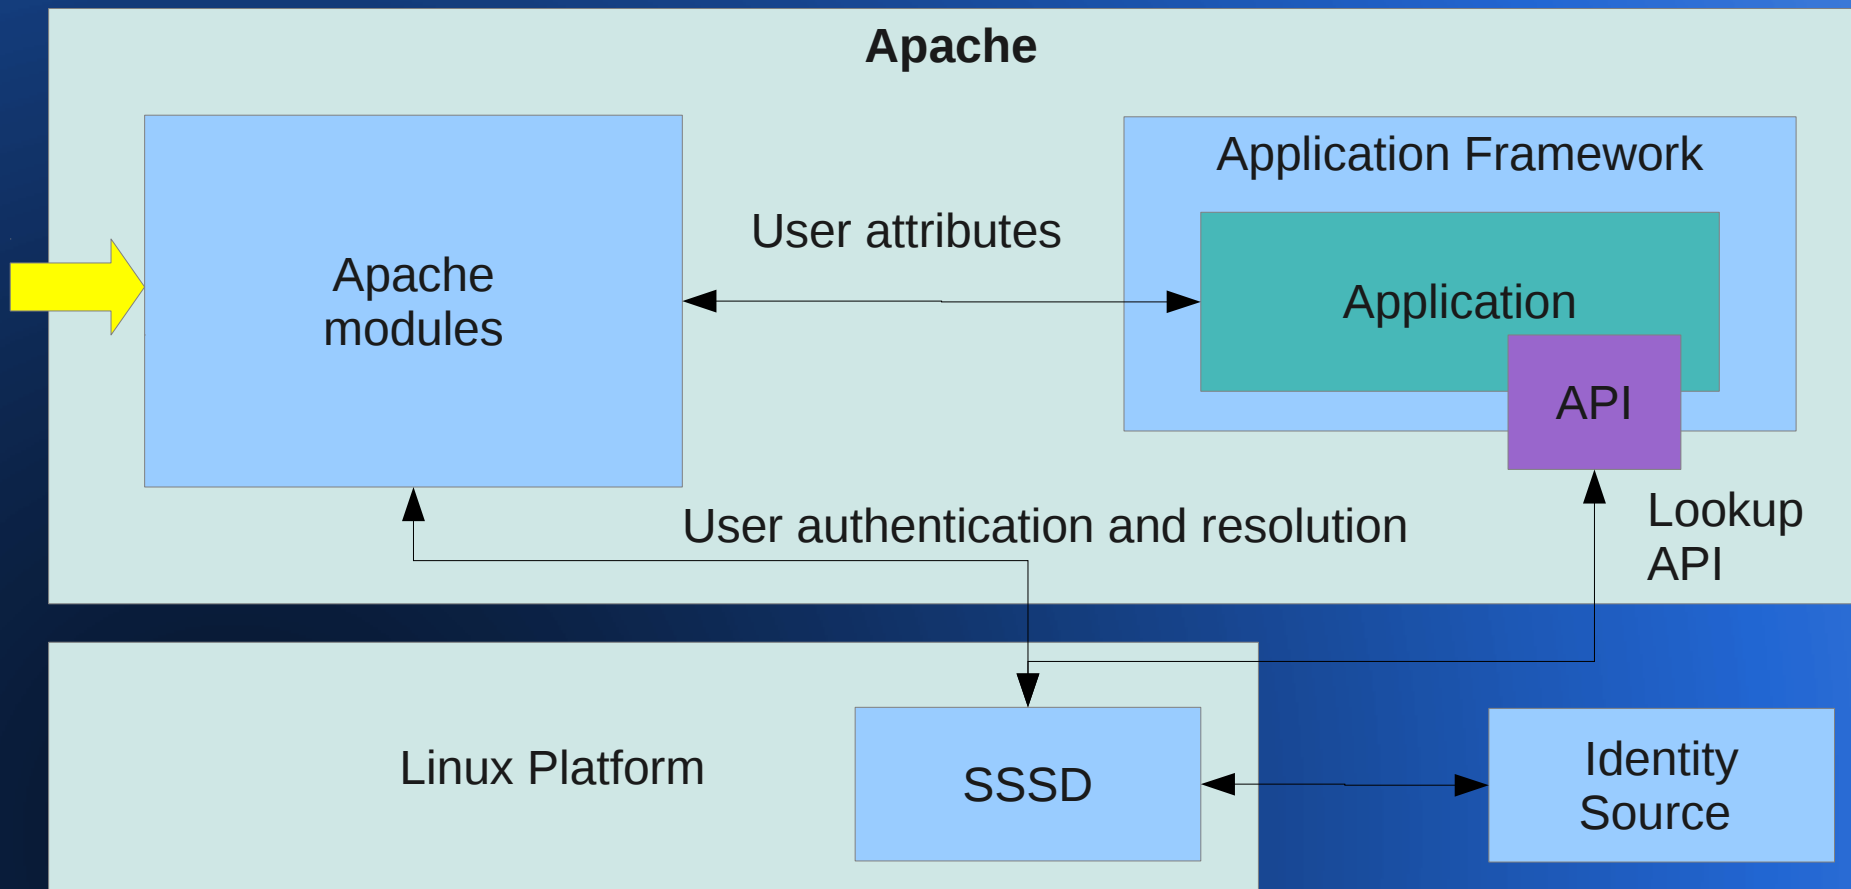 Apache
Application Framework
User attributes
Apache
modules
Application
API
User authentication and resolution
Lookup
API
Linux Platform
SSSD
Identity
Source